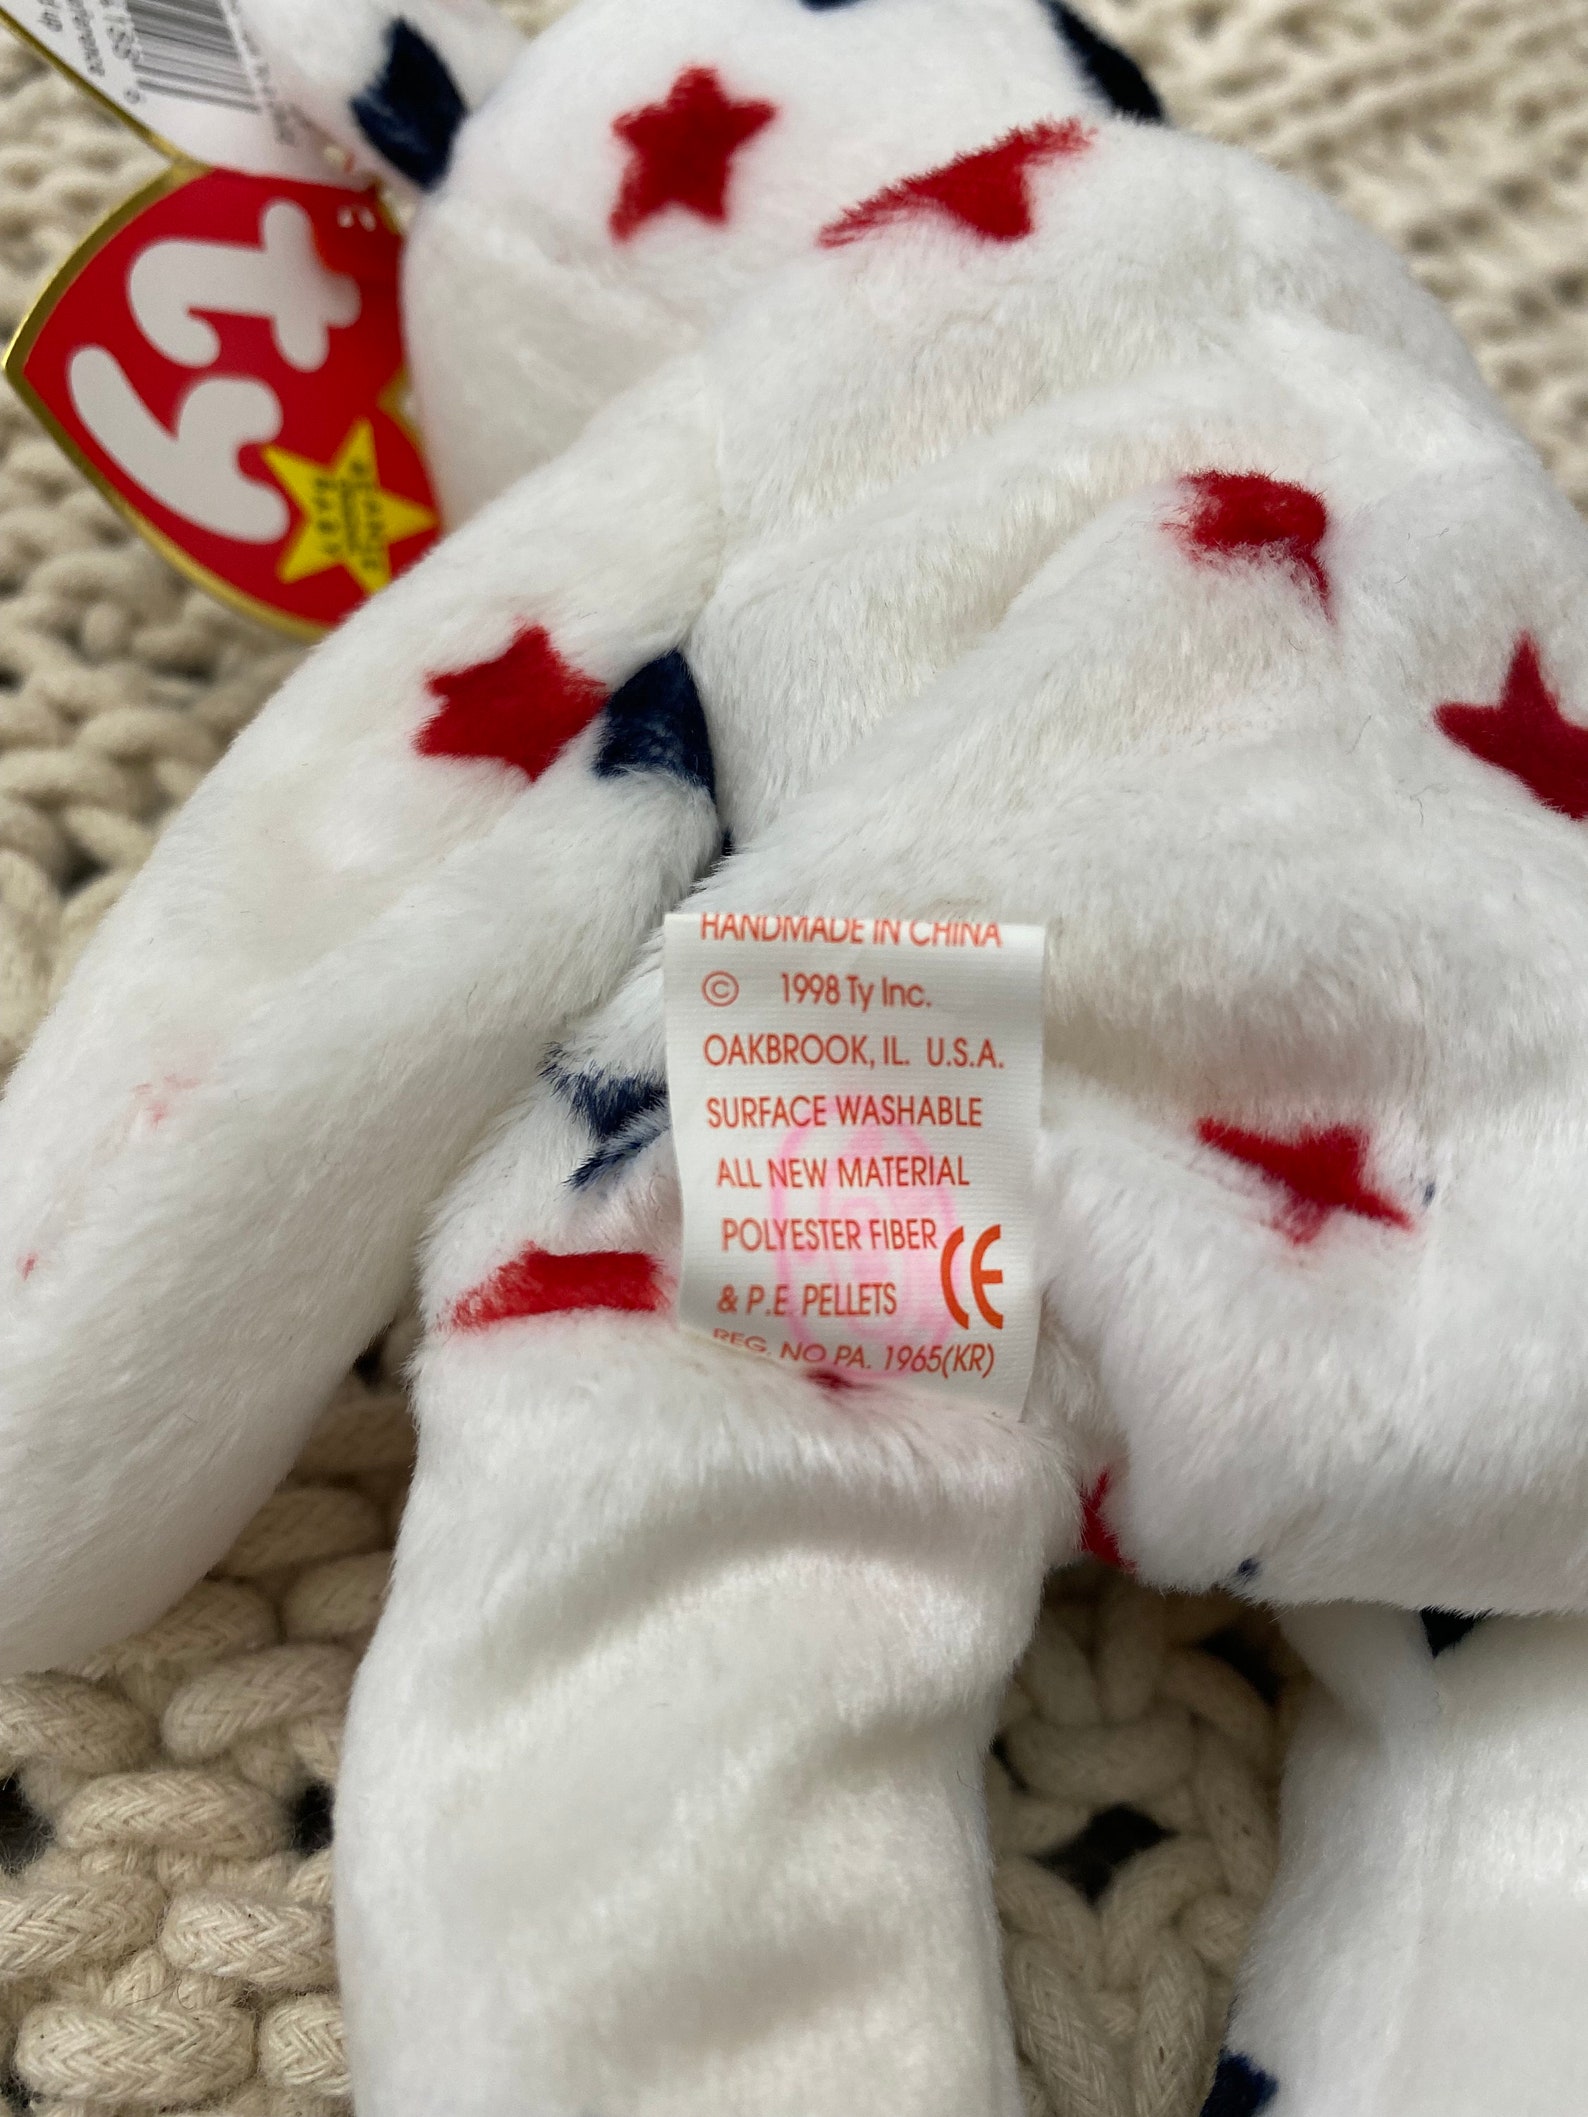 ty
HANDMADE IN CHINA
© 1998 Ty Inc.
OAKBROOK, IL. U.S.A.
SURFACE WASHABLE
ALL NEW MATERIAL
POLYESTER FIBER
& P.E. PELLETS CE
REG. NO PA. 1965(KR)